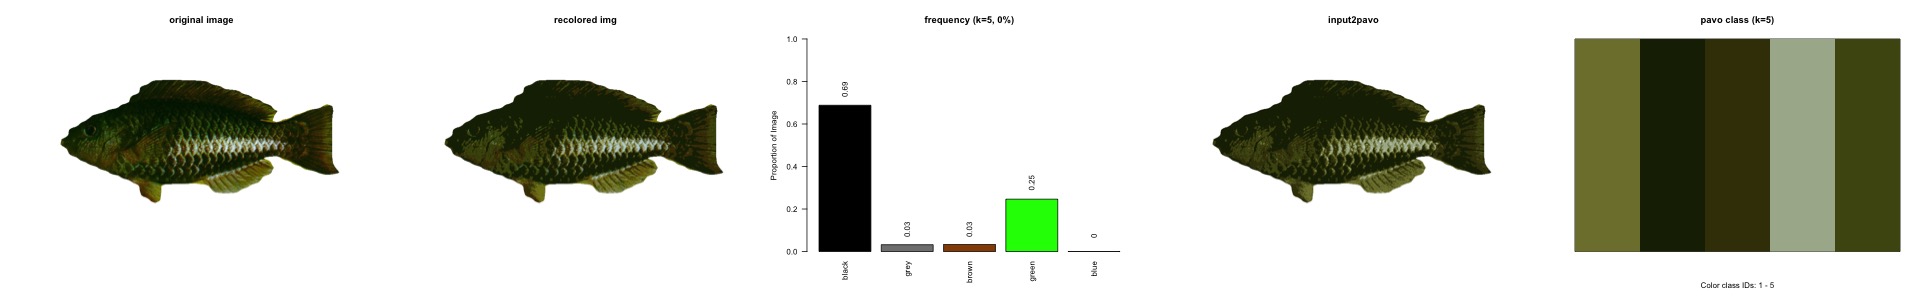 original image
recolored img
frequency (k=5, 0%)
input2pavo
pavo class (k=5)
Proportion of Image
1.0
0.8
0.6
0.4
0.2
0.0
0.69
0.03
0.03
0.25
0
black
grey
brown
green
blue
Color class IDs: 1 - 5